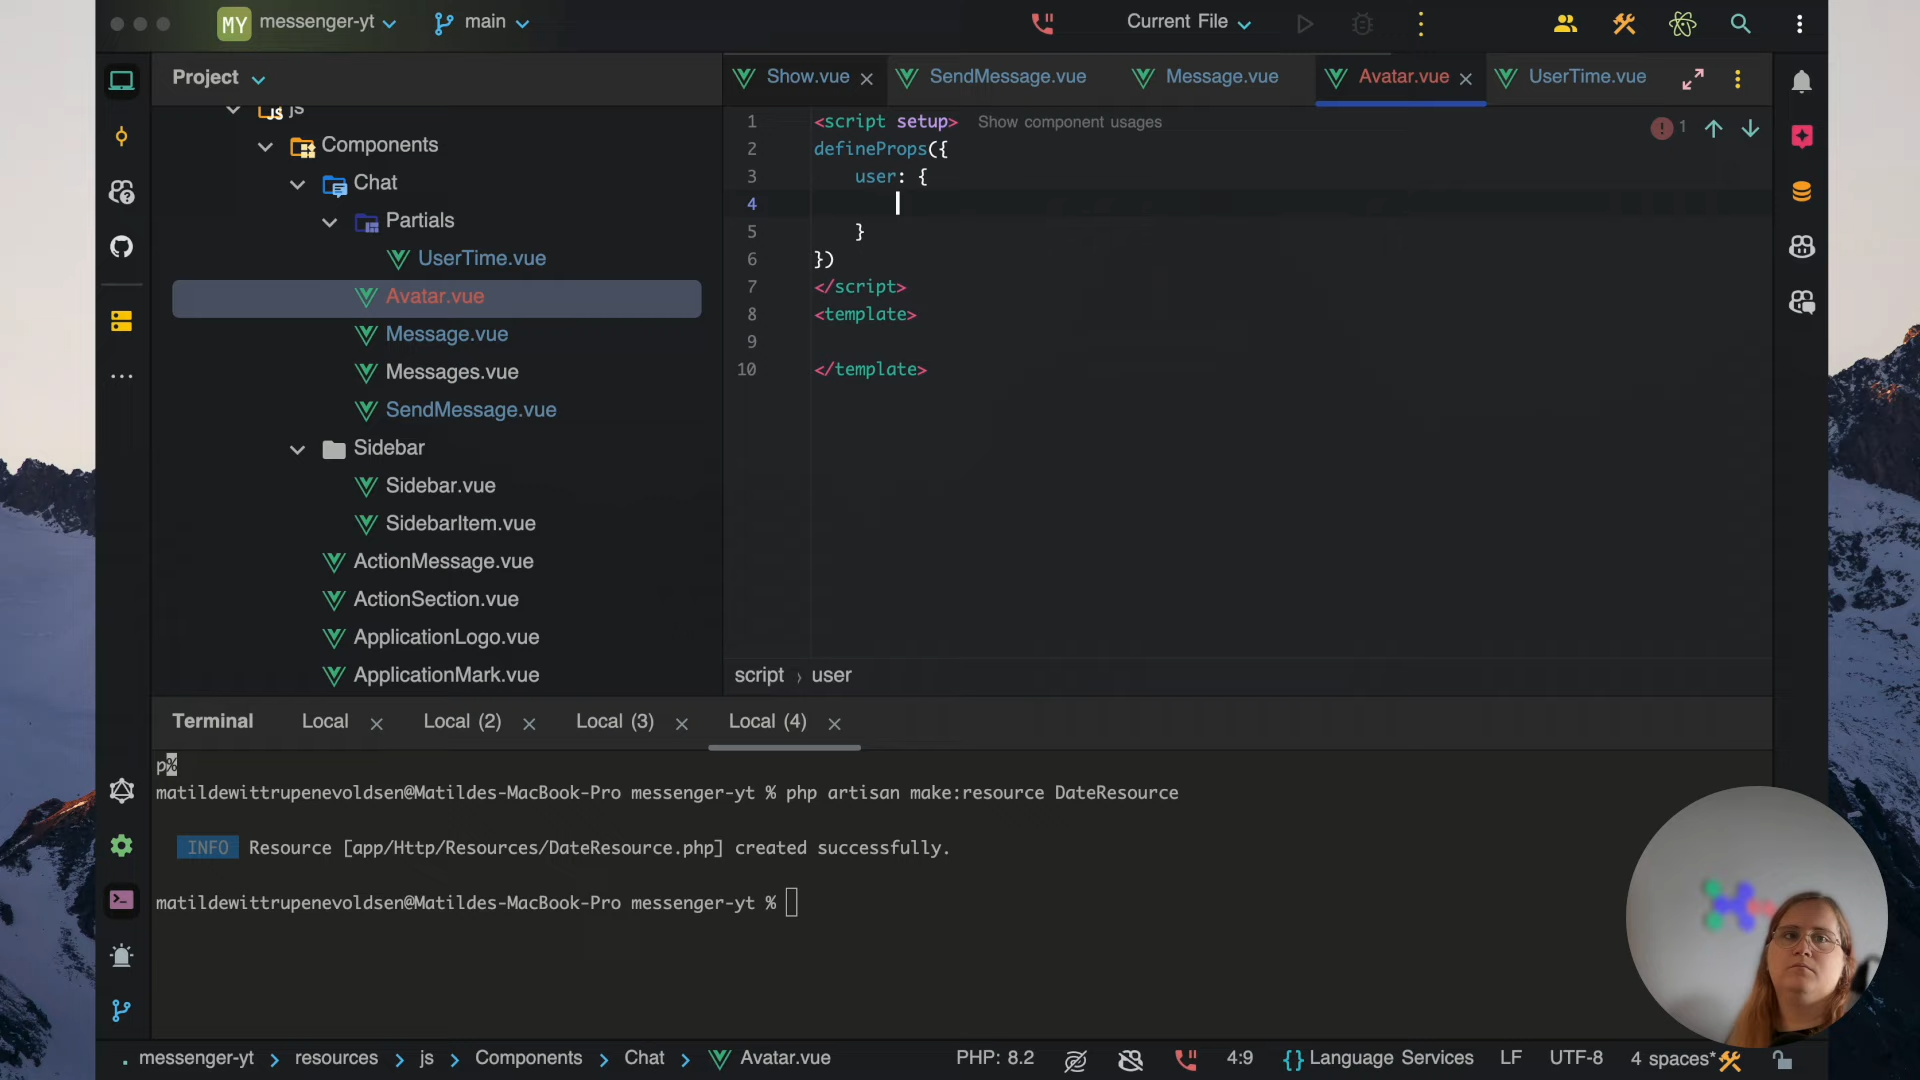 MY messenger-yt main Current File
Project
Show.vue SendMessage.vue Message.vue Avatar.vue UserTime.vue
js
Components
Chat
Partials
UserTime.vue
Avatar.vue
Message.vue
Messages.vue
SendMessage.vue
Sidebar
Sidebar.vue
SidebarItem.vue
ActionMessage.vue
ActionSection.vue
ApplicationLogo.vue
ApplicationMark.vue
1 <script setup> Show component usages 1
2 defineProps({
3 user: {
4
5 }
6 })
7 </script>
8 <template>
9
10 </template>
script › user
Terminal Local Local (2) Local (3) Local (4)
p%
matildewittrupenevoldsen@Matildes-MacBook-Pro messenger-yt % php artisan make:resource DateResource
INFO Resource [app/Http/Resources/DateResource.php] created successfully.
matildewittrupenevoldsen@Matildes-MacBook-Pro messenger-yt %
messenger-yt > resources > js > Components > Chat > Avatar.vue PHP: 8.2 4:9 {} Language Services LF UTF-8 4 spaces*